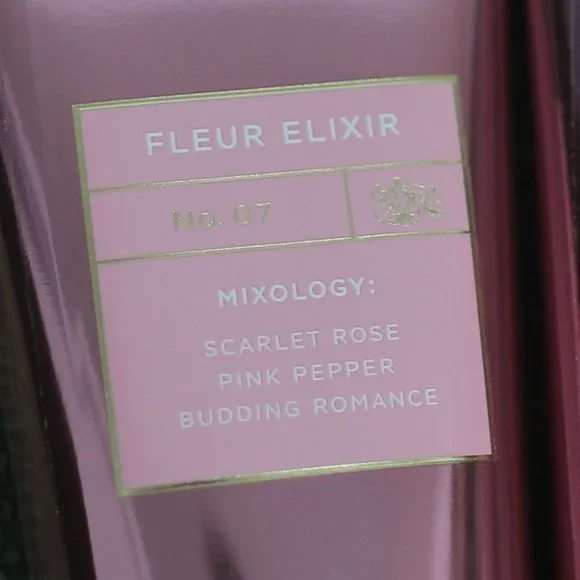 FLEUR ELIXIR
No. 07
MIXOLOGY:
SCARLET ROSE
PINK PEPPER
BUDDING ROMANCE